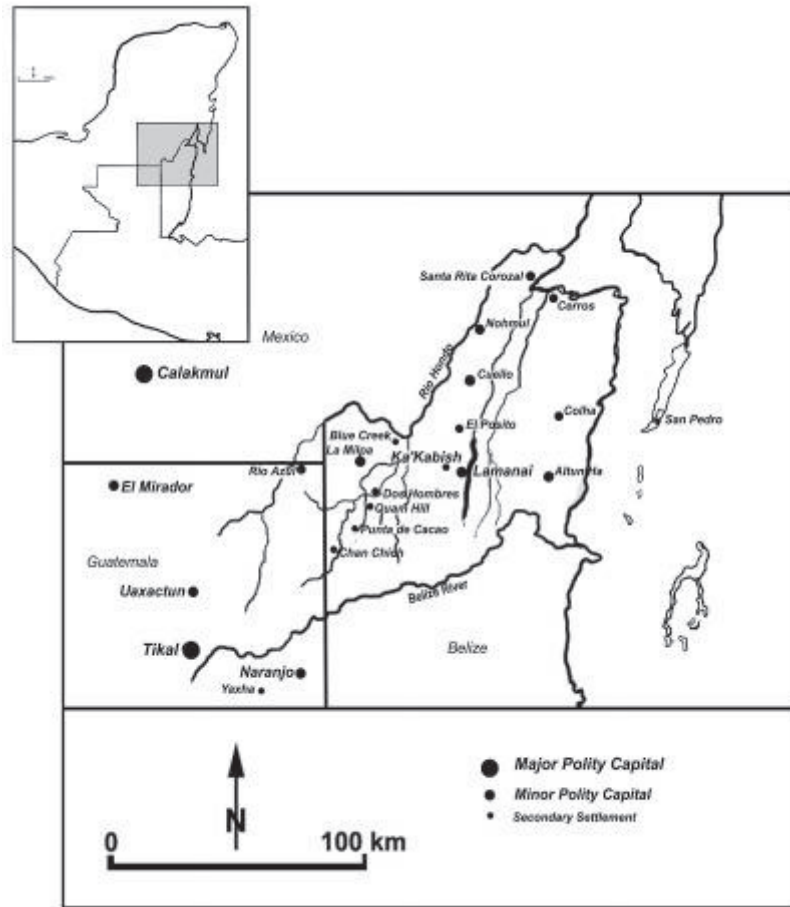 Santa Rita Corozal
Carros
Nohmul
Mexico
Rio Hondo
Calakmul
Cuello
Colha
San Pedro
El Posito
Blue Creek
La Milpa
Ka'Kabish
Rio Azul
Lamanai
Altun Ha
El Mirador
Dos Hombres
Quam Hill
Punta de Cacao
Chan Chich
Guatemala
Uaxactun
Belize River
Tikal
Belize
Naranjo
Yaxha
Major Polity Capital
Minor Polity Capital
Secondary Settlement
N
0 100 km